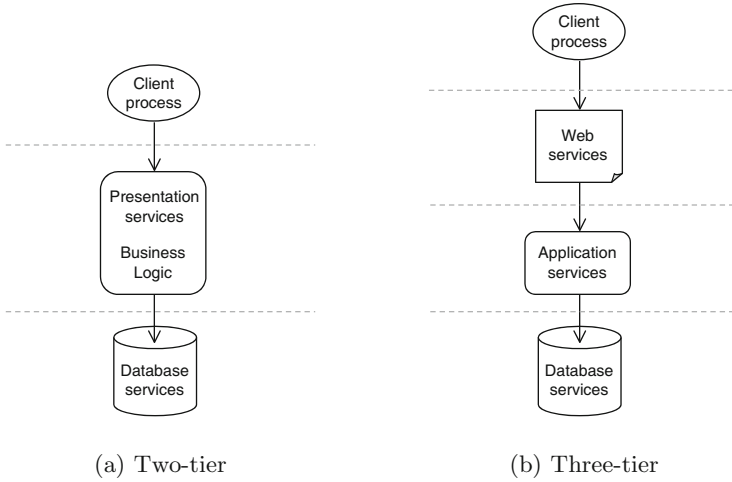 Client
process
Presentation
services
Business
Logic
Database
services
(a) Two-tier
Client
process
Web
services
Application
services
Database
services
(b) Three-tier